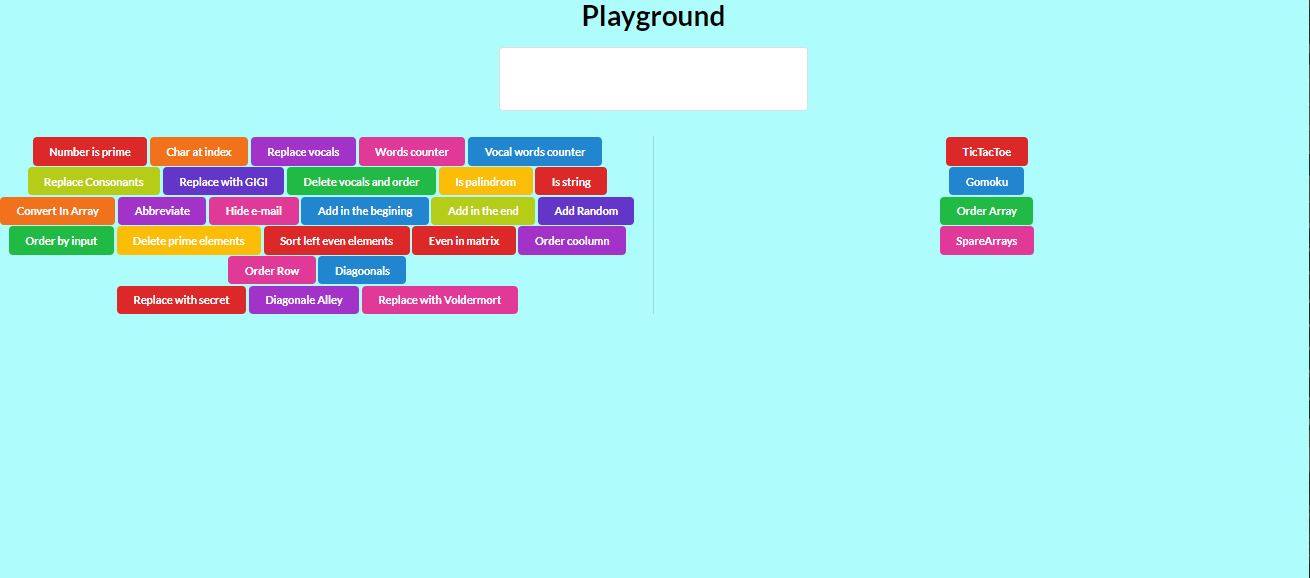 Playground
Number is prime Char at index Replace vocals Words counter Vocal words counter
Replace Consonants Replace with GIGI Delete vocals and order Is palindrom Is string
Convert In Array Abbreviate Hide e-mail Add in the begining Add in the end Add Random
Order by input Delete prime elements Sort left even elements Even in matrix Order coolumn
Order Row Diagoonals
Replace with secret Diagonale Alley Replace with Voldermort
TicTacToe
Gomoku
Order Array
SpareArrays